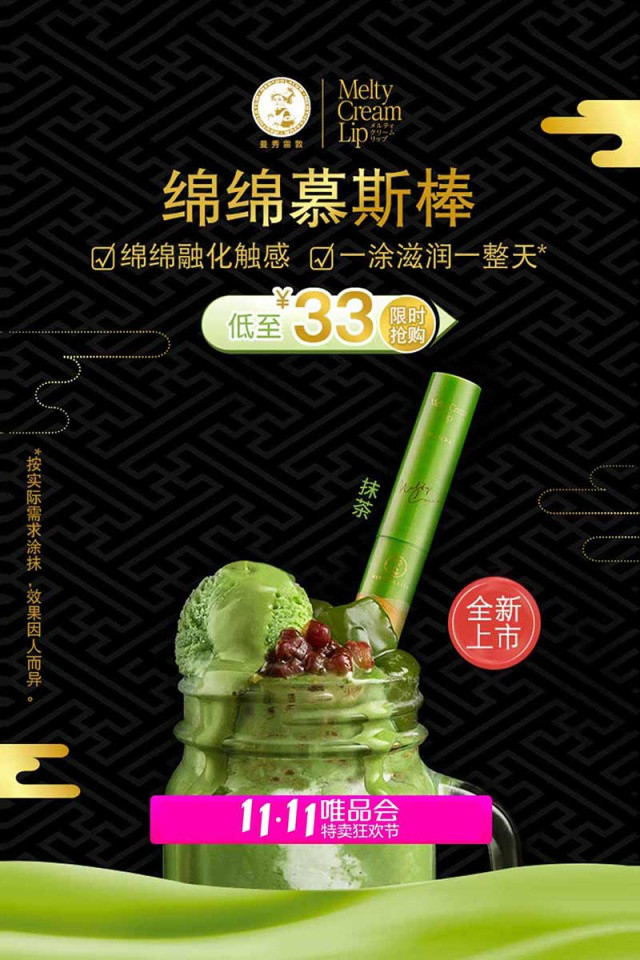 曼秀雷敦
Melty
Cream
Lip
メルティ
クリーム
リップ
绵绵慕斯棒
绵绵融化触感 一涂滋润一整天*
低至 ¥33 限时
抢购
抹茶
*按实际需求涂抹，效果因人而异。
全新
上市
11·11 唯品会
特卖狂欢节